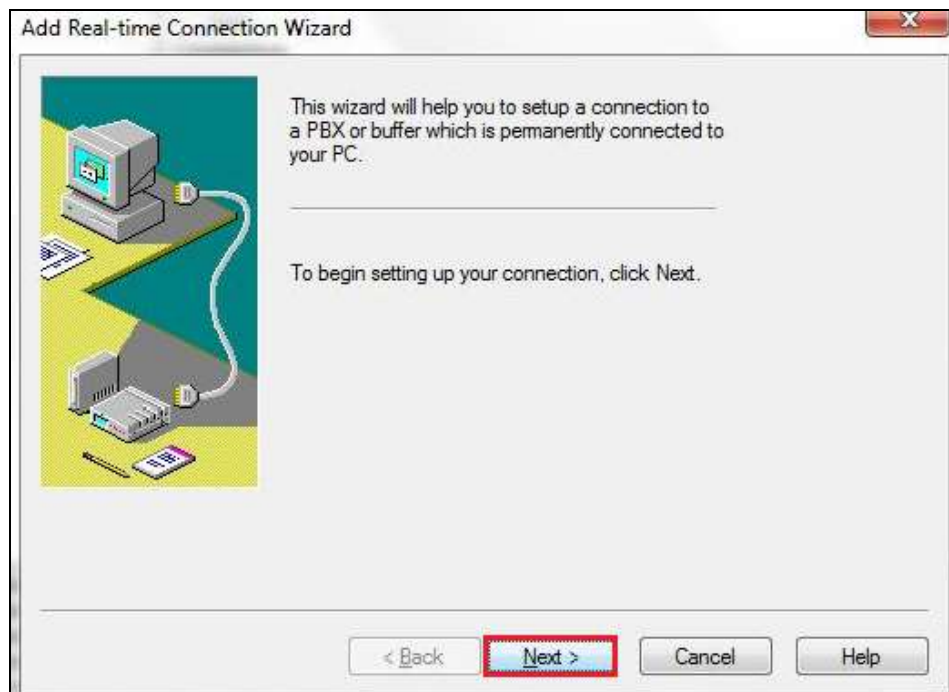 Add Real-time Connection Wizard
This wizard will help you to setup a connection to
a PBX or buffer which is permanently connected to
your PC.
To begin setting up your connection, click Next.
< Back
Next >
Cancel
Help